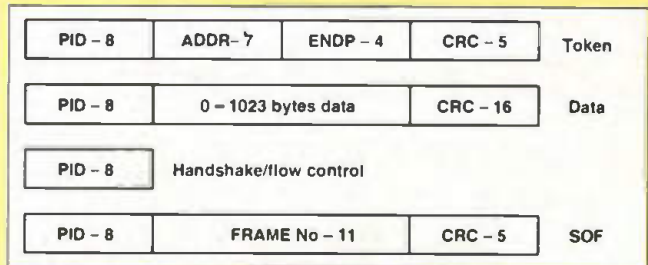 PID – 8 ADDR– 7 ENDP – 4 CRC – 5 Token
PID – 8 0 – 1023 bytes data CRC – 16 Data
PID – 8 Handshake/flow control
PID – 8 FRAME No – 11 CRC – 5 SOF